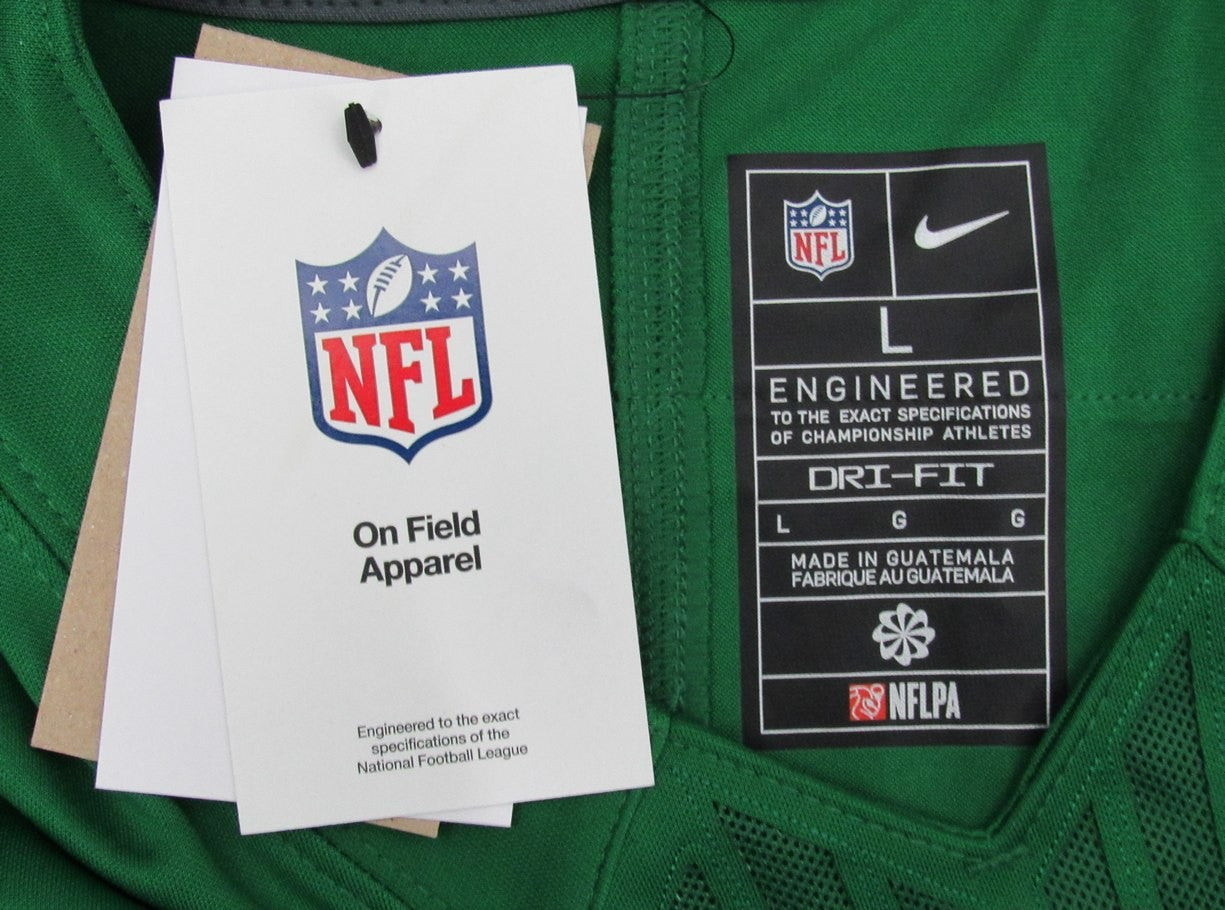 NFL
On Field
Apparel
Engineered to the exact
specifications of the
National Football League
NFL
L
ENGINEERED
TO THE EXACT SPECIFICATIONS
OF CHAMPIONSHIP ATHLETES
DRI-FIT
L G G
MADE IN GUATEMALA
FABRIQUE AU GUATEMALA
NFLPA